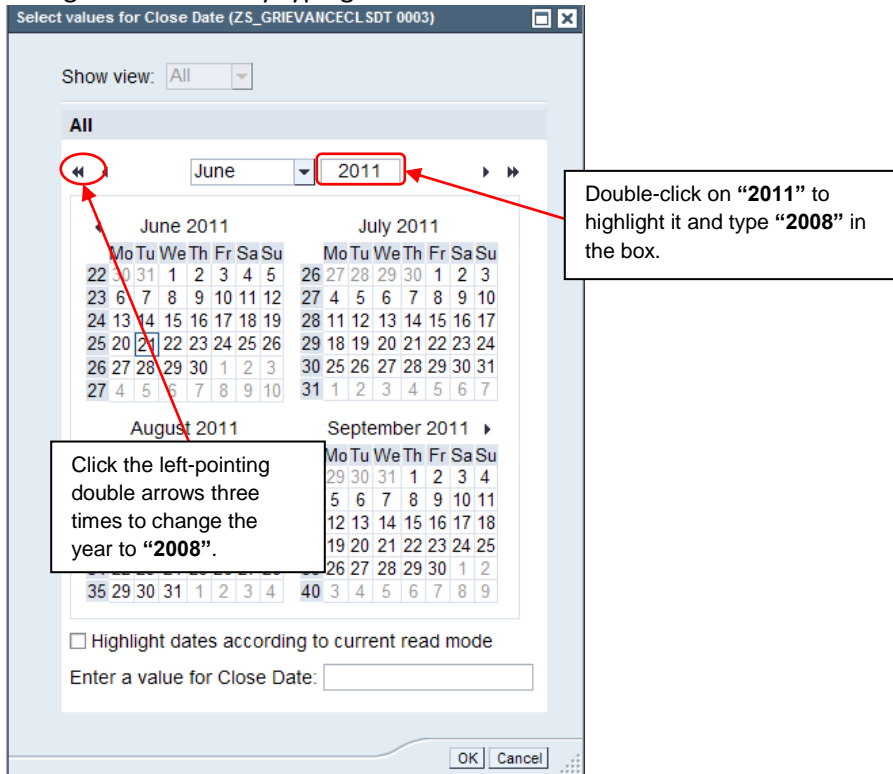 Select values for Close Date (ZS_GRIEVANCECLSDT 0003)
Show view: All
All
June 2011
Double-click on “2011” to
highlight it and type “2008” in
the box.
June 2011 July 2011
Mo Tu We Th Fr Sa Su Mo Tu We Th Fr Sa Su
22 30 31 1 2 3 4 5 26 27 28 29 30 1 2 3
23 6 7 8 9 10 11 12 27 4 5 6 7 8 9 10
24 13 14 15 16 17 18 19 28 11 12 13 14 15 16 17
25 20 21 22 23 24 25 26 29 18 19 20 21 22 23 24
26 27 28 29 30 1 2 3 30 25 26 27 28 29 30 31
27 4 5 6 7 8 9 10 31 1 2 3 4 5 6 7
August 2011 September 2011
Mo Tu We Th Fr Sa Su
29 30 31 1 2 3 4
5 6 7 8 9 10 11
12 13 14 15 16 17 18
19 20 21 22 23 24 25
26 27 28 29 30 1 2
35 29 30 31 1 2 3 4 40 3 4 5 6 7 8 9
Click the left-pointing
double arrows three
times to change the
year to “2008”.
Highlight dates according to current read mode
Enter a value for Close Date:
OK Cancel